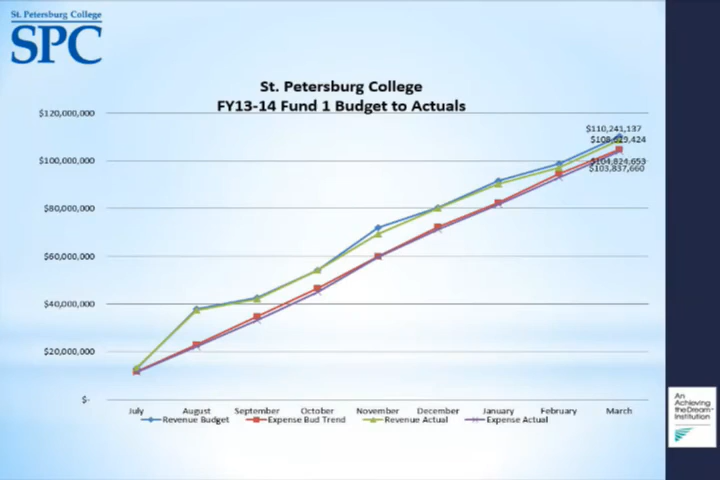 St. Petersburg College
SPC
St. Petersburg College
FY13-14 Fund 1 Budget to Actuals
$120,000,000
$100,000,000
$80,000,000
$60,000,000
$40,000,000
$20,000,000
$-
$110,241,137
$104,824,653
$103,837,660
July August September October November December January February March
Revenue Budget Expense Bud Trend Revenue Actual Expense Actual
An
Achieving
the Dream
Institution